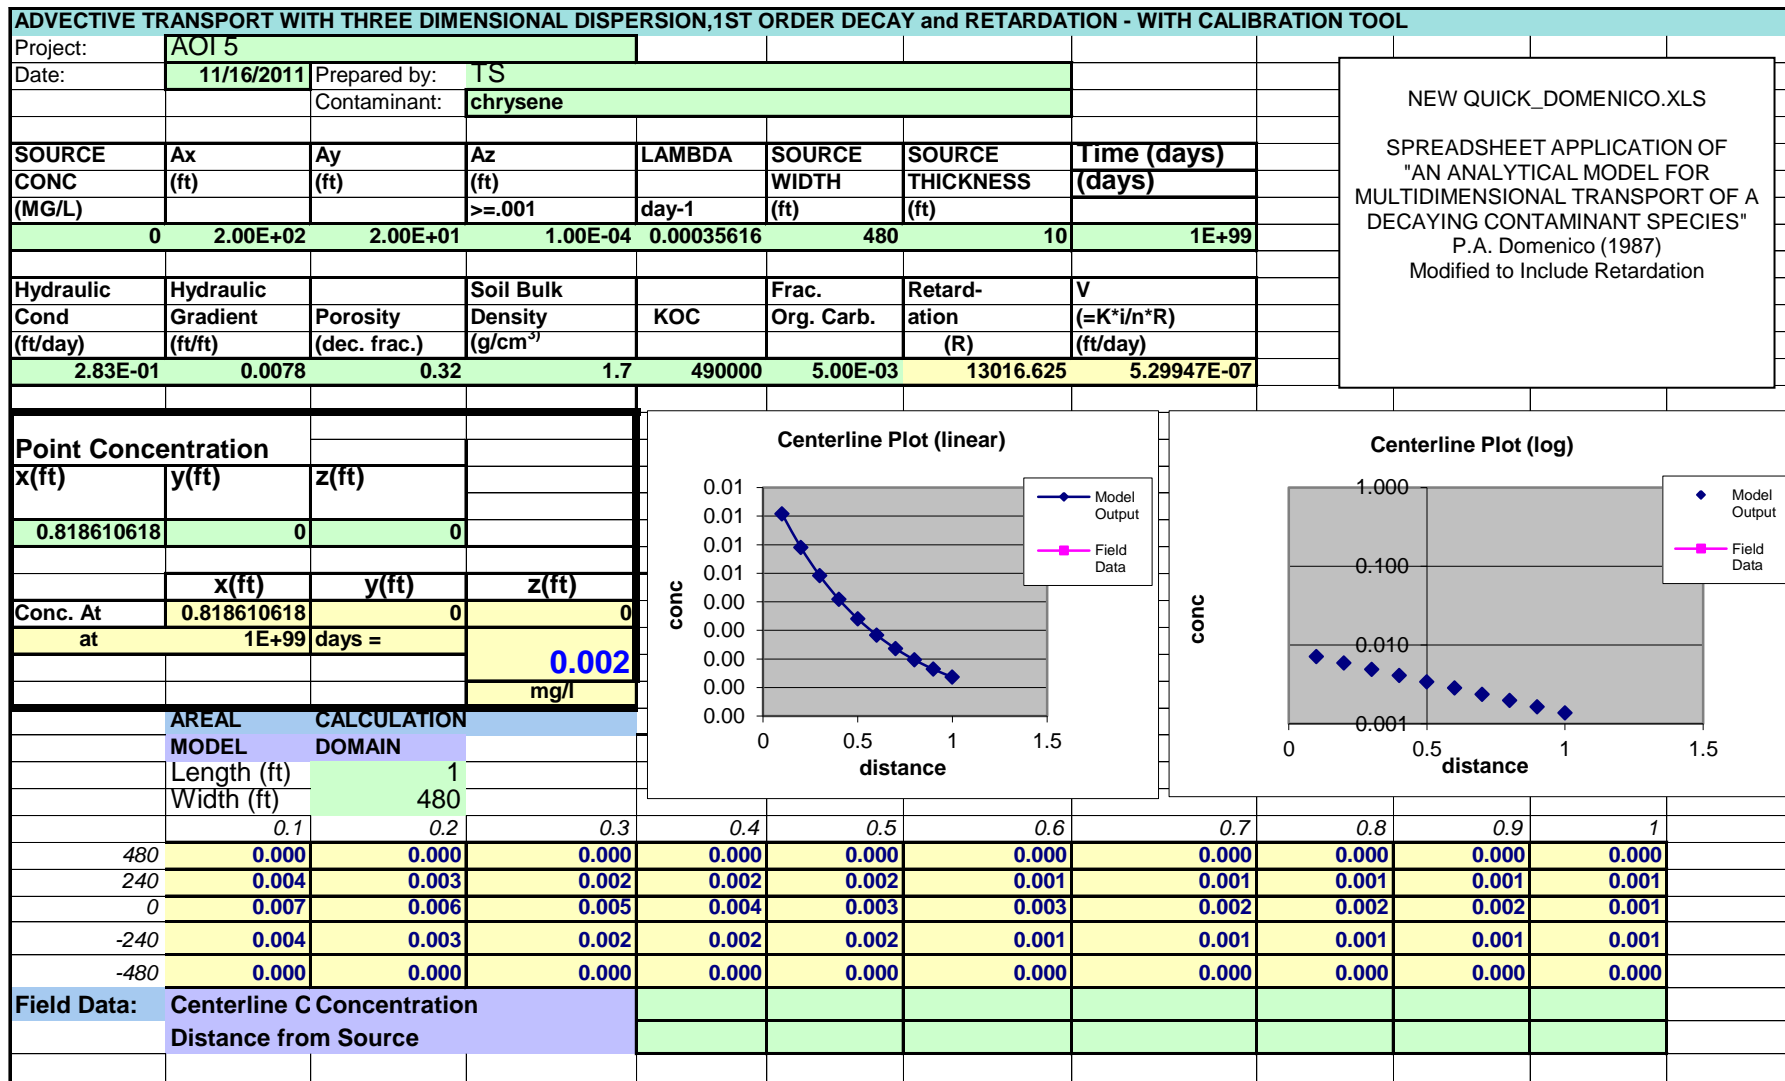 ADVECTIVE TRANSPORT WITH THREE DIMENSIONAL DISPERSION,1ST ORDER DECAY and RETARDATION - WITH CALIBRATION TOOL
Project: AOI 5
Date: 11/16/2011 Prepared by: TS
Contaminant: chrysene
NEW QUICK_DOMENICO.XLS
SPREADSHEET APPLICATION OF
"AN ANALYTICAL MODEL FOR
MULTIDIMENSIONAL TRANSPORT OF A
DECAYING CONTAMINANT SPECIES"
P.A. Domenico (1987)
Modified to Include Retardation
SOURCE Ax Ay Az LAMBDA SOURCE SOURCE Time (days)
CONC (ft) (ft) (ft) WIDTH THICKNESS (days)
(MG/L) >=.001 day-1 (ft) (ft)
0 2.00E+02 2.00E+01 1.00E-04 0.00035616 480 10 1E+99
Hydraulic Hydraulic Soil Bulk Frac. Retard- V
Cond Gradient Porosity Density KOC Org. Carb. ation (=K*i/n*R)
(ft/day) (ft/ft) (dec. frac.) (g/cm3) (R) (ft/day)
2.83E-01 0.0078 0.32 1.7 490000 5.00E-03 13016.625 5.29947E-07
Point Concentration
x(ft) y(ft) z(ft)
0.818610618 0 0
x(ft) y(ft) z(ft)
Conc. At 0.818610618 0 0
at 1E+99 days =
0.002
mg/l
Centerline Plot (linear)
0.01
0.01
0.01
0.01
0.00
0.00
0.00
0.00
0.00
0 0.5 1 1.5
distance
conc
Model Output
Field Data
Centerline Plot (log)
1.000
0.100
0.010
0.001
0 0.5 1 1.5
distance
conc
Model Output
Field Data
AREAL CALCULATION
MODEL DOMAIN
Length (ft) 1
Width (ft) 480
0.1 0.2 0.3 0.4 0.5 0.6 0.7 0.8 0.9 1
480 0.000 0.000 0.000 0.000 0.000 0.000 0.000 0.000 0.000 0.000
240 0.004 0.003 0.002 0.002 0.002 0.001 0.001 0.001 0.001 0.001
0 0.007 0.006 0.005 0.004 0.003 0.003 0.002 0.002 0.002 0.001
-240 0.004 0.003 0.002 0.002 0.002 0.001 0.001 0.001 0.001 0.001
-480 0.000 0.000 0.000 0.000 0.000 0.000 0.000 0.000 0.000 0.000
Field Data: Centerline C Concentration
Distance from Source